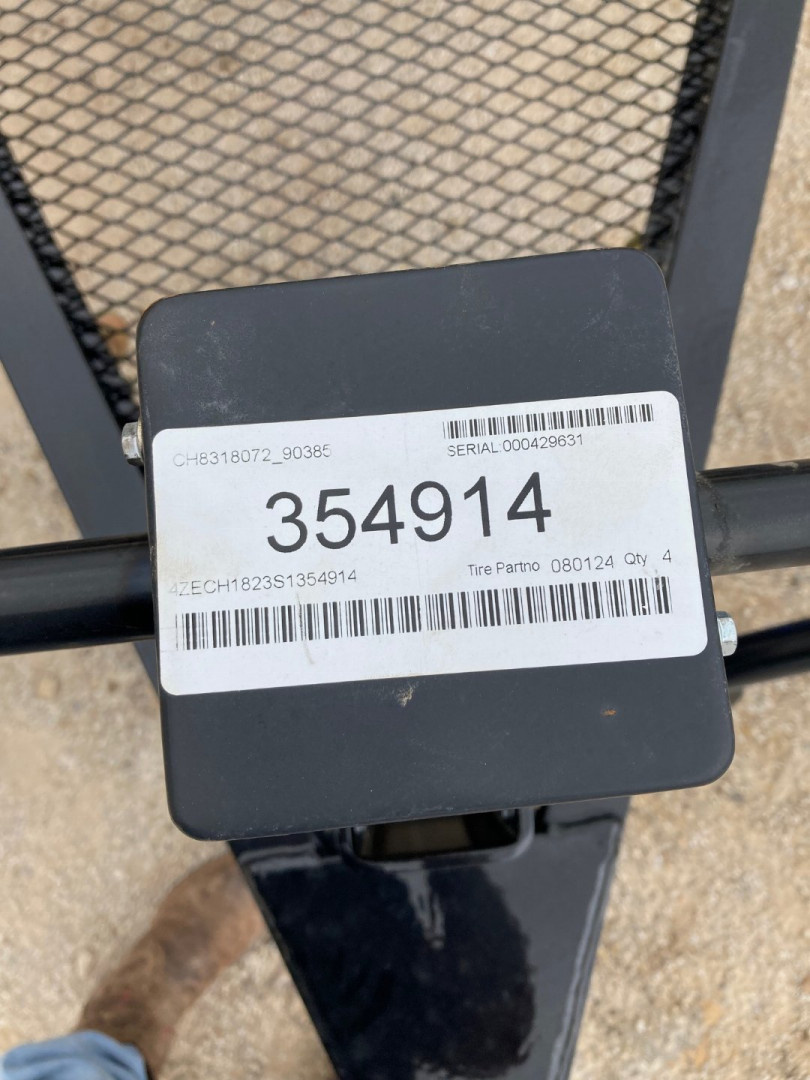 CH8318072_90385
SERIAL:000429631
354914
4ZECH1823S1354914
Tire Partno 080124 Qty 4